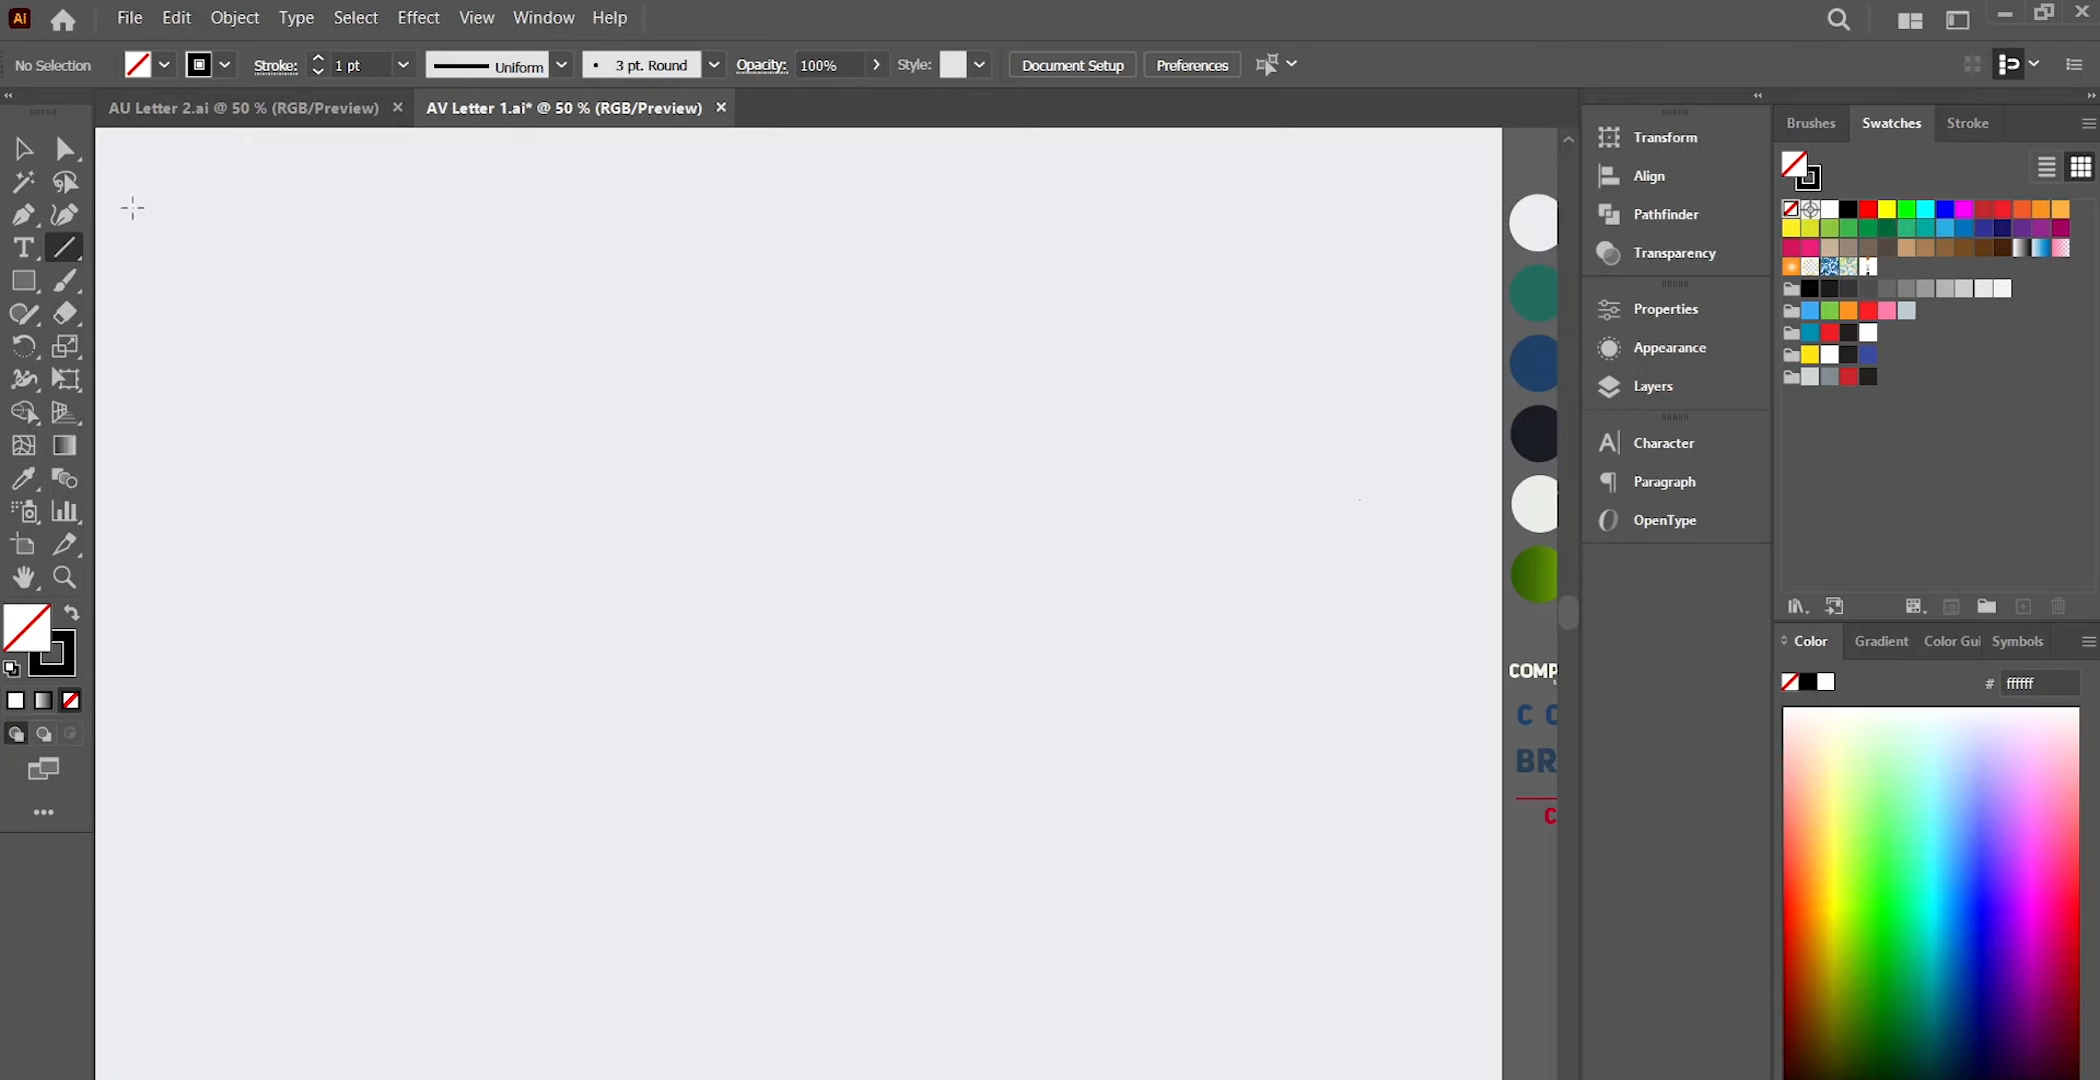 Ai File Edit Object Type Select Effect View Window Help
No Selection Stroke: 1 pt Uniform 3 pt. Round Opacity: 100% Style: Document Setup Preferences
AU Letter 2.ai @ 50 % (RGB/Preview) AV Letter 1.ai* @ 50 % (RGB/Preview)
Brushes Swatches Stroke
Transform
Align
Pathfinder
Transparency
Properties
Appearance
Layers
Character
Paragraph
OpenType
Color Gradient Color Gui Symbols
# ffffff
COMP
C C
BR
C